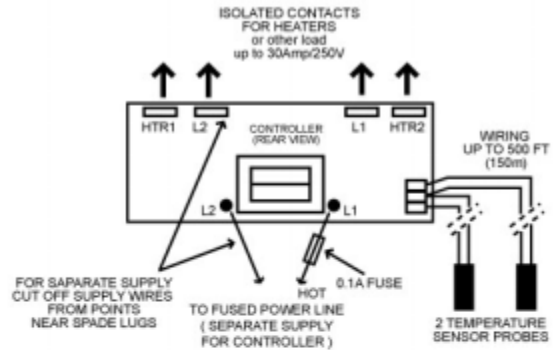 ISOLATED CONTACTS
FOR HEATERS
or other load
up to 30Amp/250V
HTR1 L2 L1 HTR2
CONTROLLER
(REAR VIEW)
WIRING
UP TO 500 FT
(150m)
L2 L1
FOR SAPARATE SUPPLY
CUT OFF SUPPLY WIRES
FROM POINTS
NEAR SPADE LUGS
HOT
0.1A FUSE
TO FUSED POWER LINE
( SEPARATE SUPPLY
FOR CONTROLLER )
2 TEMPERATURE
SENSOR PROBES